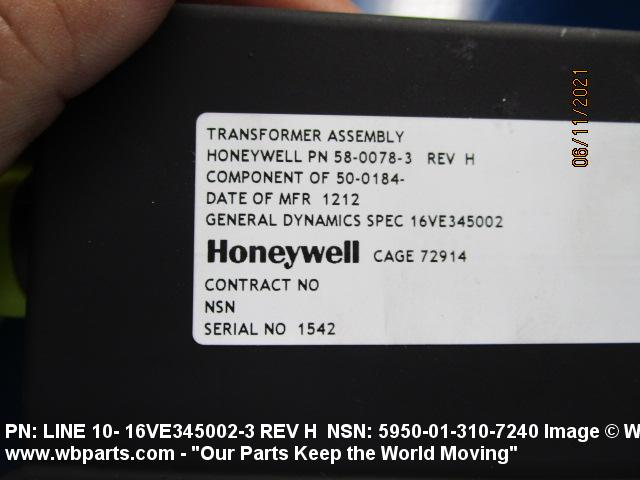 TRANSFORMER ASSEMBLY
HONEYWELL PN 58-0078-3 REV H
COMPONENT OF 50-0184-
DATE OF MFR 1212
GENERAL DYNAMICS SPEC 16VE345002
Honeywell CAGE 72914
CONTRACT NO
NSN
SERIAL NO 1542
06/11/2021
PN: LINE 10- 16VE345002-3 REV H NSN: 5950-01-310-7240 Image © W
www.wbparts.com - "Our Parts Keep the World Moving"